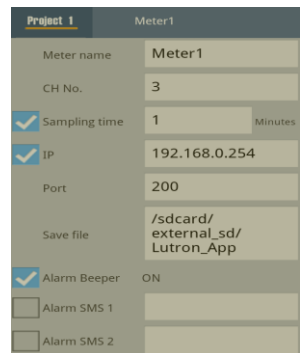 Project 1 Meter1
Meter name Meter1
CH No. 3
Sampling time 1 Minutes
IP 192.168.0.254
Port 200
/sdcard/
Save file external_sd/
Lutron_App
Alarm Beeper ON
Alarm SMS 1
Alarm SMS 2